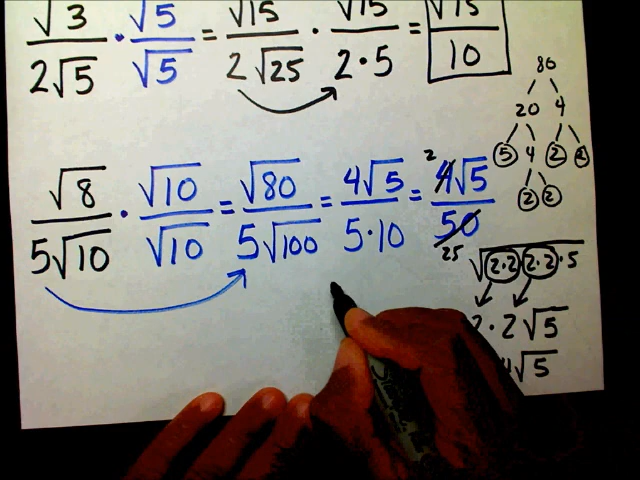 √3/2√5 · √5/√5 = √15/2√25 · √15/2·5 = √15/10
√8/5√10 · √10/√10 = √80/5√100 = 4√5/5·10 = 4√5/50
2
25
80
20 4
5 4 2 2
2 2
√2·2 2·2·5
2·2√5
4√5